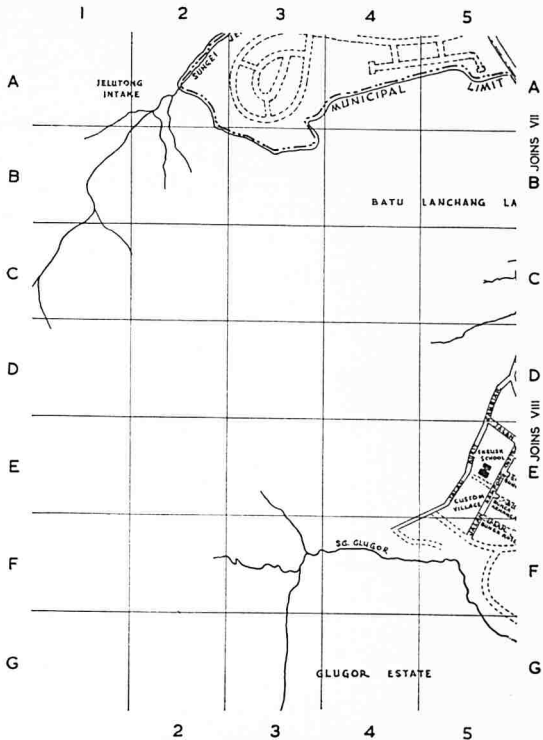 1 2 3 4 5
A A
JELUTONG
INTAKE
SUNGEI
MUNICIPAL LIMIT
JOINS VII
B B
BATU LANCHANG LA
C C
D D
JOINS VIII
E E
SCHOOL
CUSTOM
VILLAGE
F F
SG. GLUGOR
G G
GLUGOR ESTATE
2 3 4 5